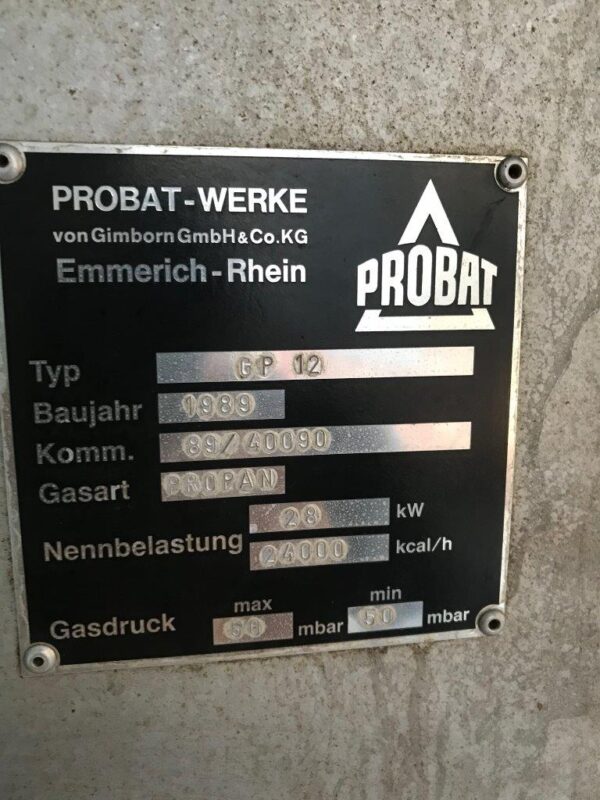 PROBAT-WERKE
von Gimborn GmbH & Co. KG
Emmerich-Rhein
PROBAT
Typ GP 12
Baujahr 1989
Komm. 89/40090
Gasart PROPAN
Nennbelastung 28 kW
24000 kcal/h
max min
Gasdruck 50 mbar 50 mbar